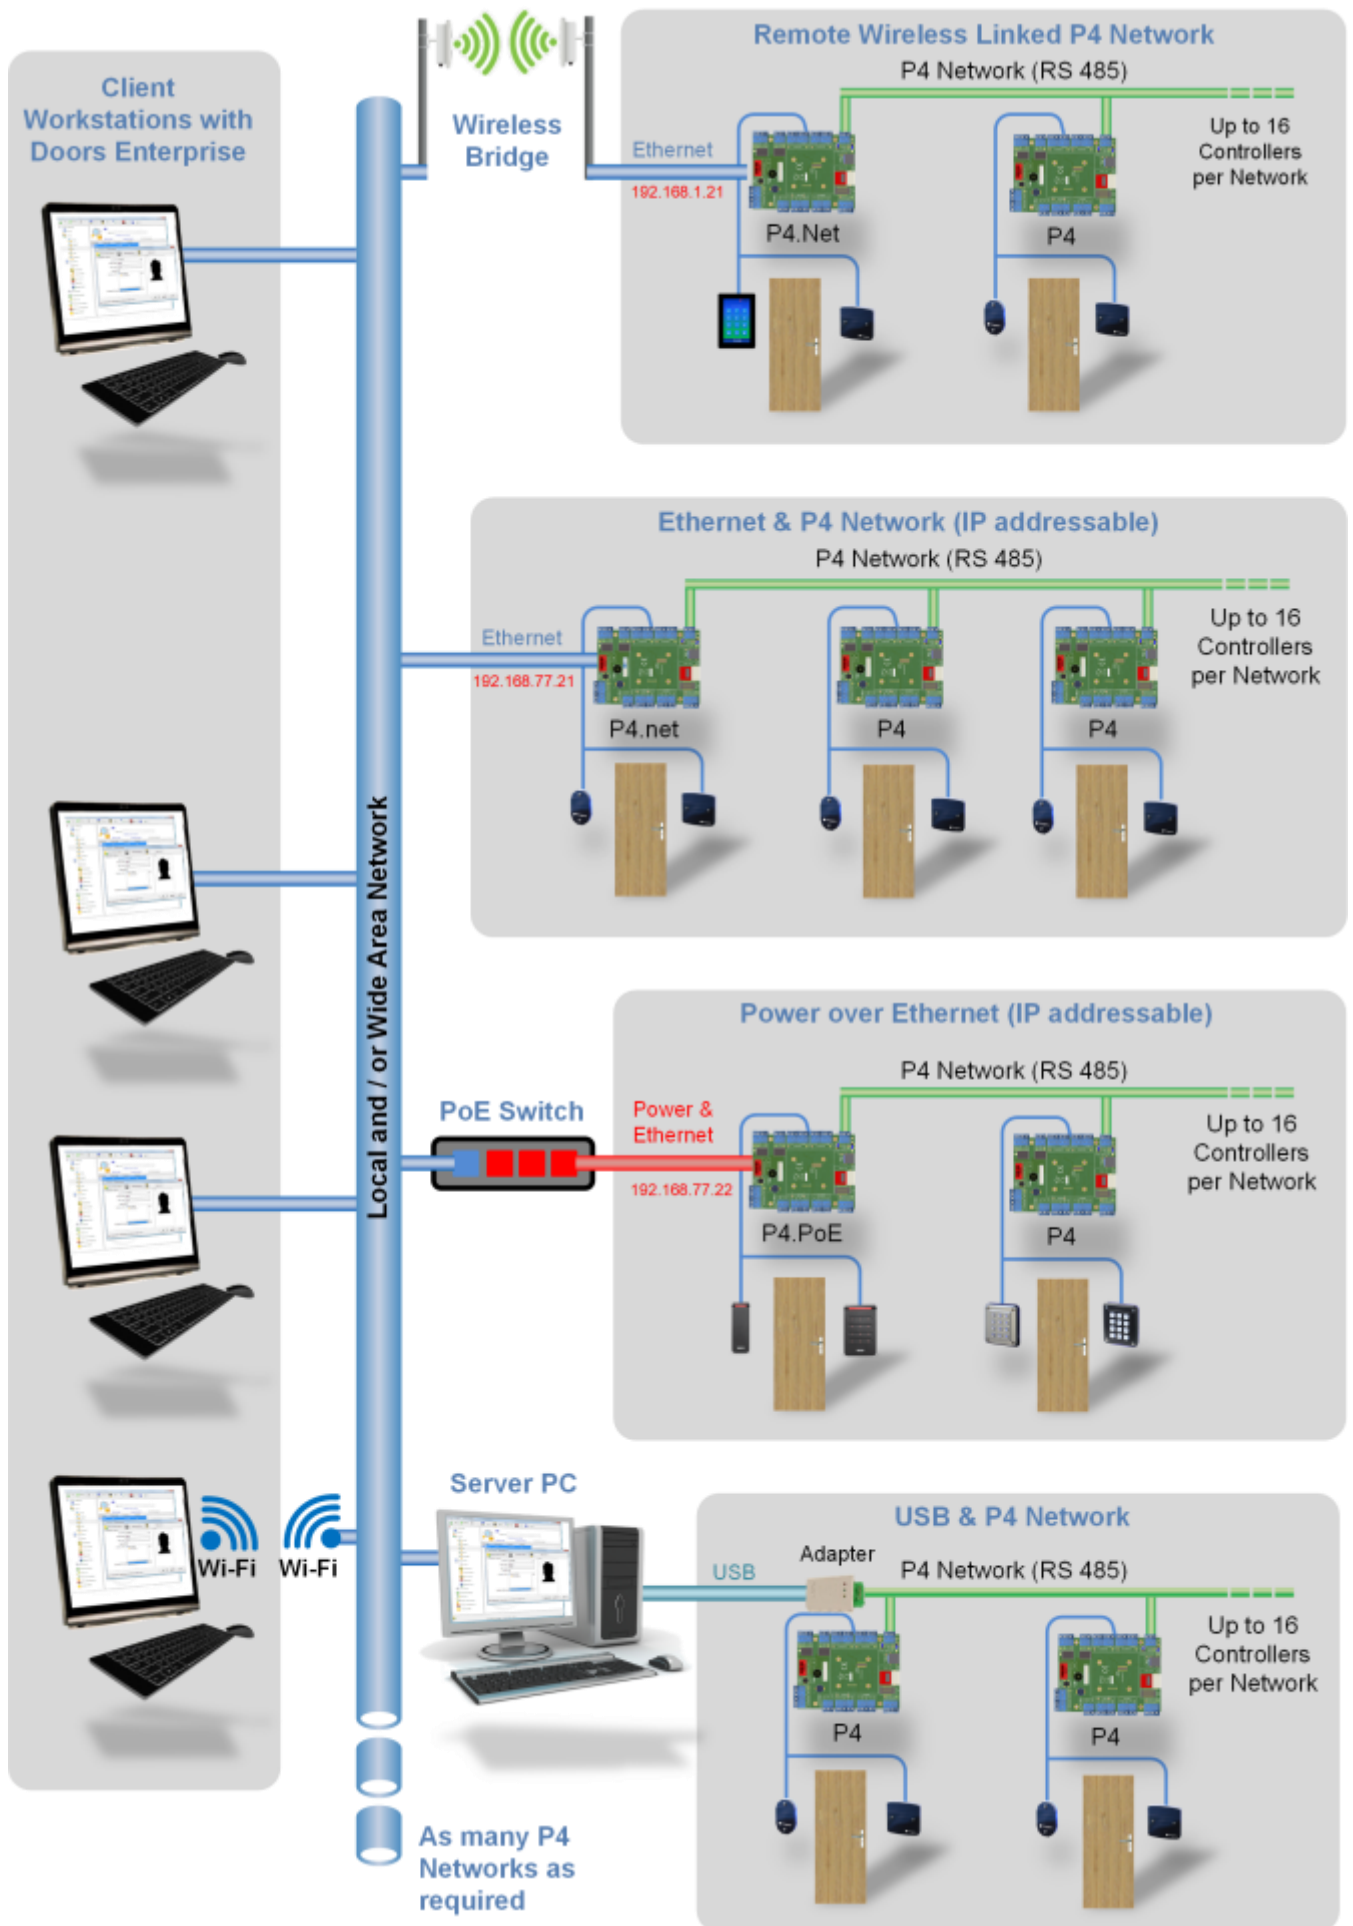 Client
Workstations with
Doors Enterprise
Wireless
Bridge
Remote Wireless Linked P4 Network
P4 Network (RS 485)
Ethernet
192.168.1.21
Up to 16
Controllers
per Network
P4.Net
P4
Ethernet & P4 Network (IP addressable)
P4 Network (RS 485)
Ethernet
192.168.77.21
Up to 16
Controllers
per Network
P4.net
P4
P4
Local and / or Wide Area Network
Power over Ethernet (IP addressable)
P4 Network (RS 485)
PoE Switch
Power &
Ethernet
192.168.77.22
Up to 16
Controllers
per Network
P4.PoE
P4
Wi-Fi
Wi-Fi
Server PC
USB & P4 Network
USB
Adapter
P4 Network (RS 485)
Up to 16
Controllers
per Network
P4
P4
As many P4
Networks as
required